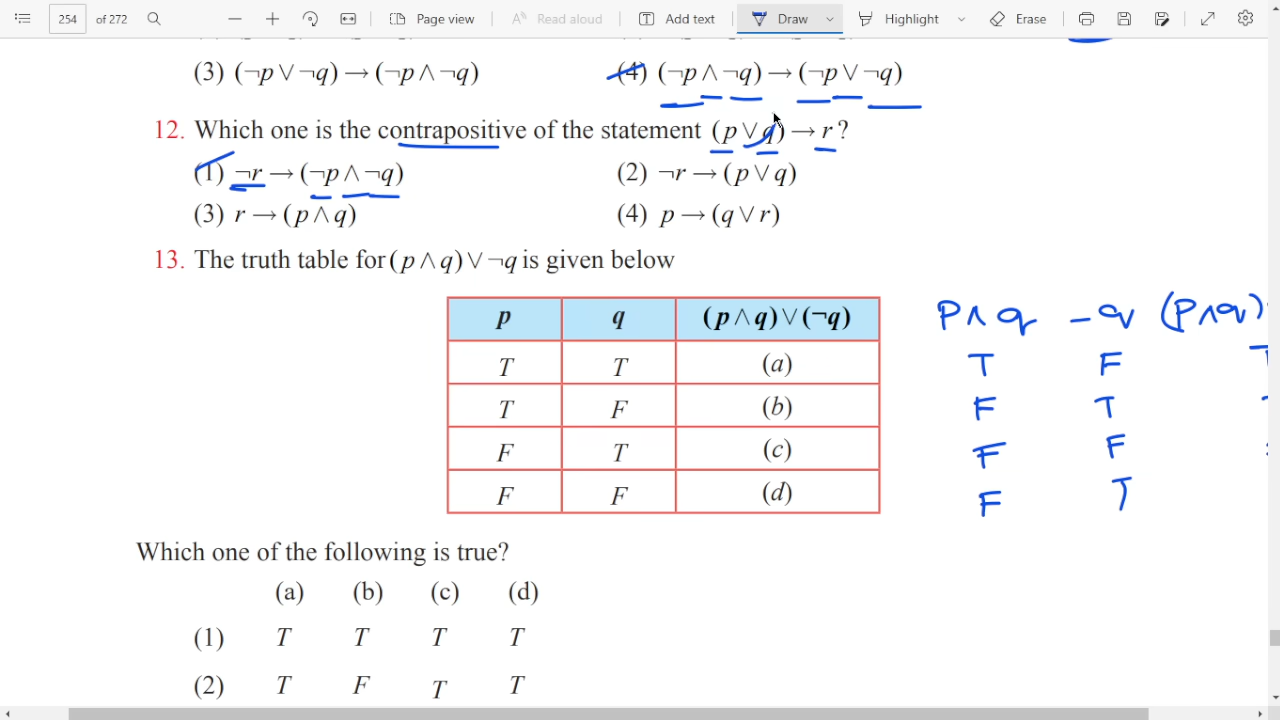 254 of 272 Page view Read aloud Add text Draw Highlight Erase
(3) (¬p∨¬q)→(¬p∧¬q) (4) (¬p∧¬q)→(¬p∨¬q)
12. Which one is the contrapositive of the statement (p∨q)→r?
(1) ¬r→(¬p∧¬q) (2) ¬r→(p∨q)
(3) r→(p∧q) (4) p→(q∨r)
13. The truth table for (p∧q)∨¬q is given below
p q (p∧q)∨(¬q) P∧q ¬q (P∧q)
T T (a) T F T
T F (b) F T
F T (c) F F
F F (d) F T
Which one of the following is true?
(a) (b) (c) (d)
(1) T T T T
(2) T F T T